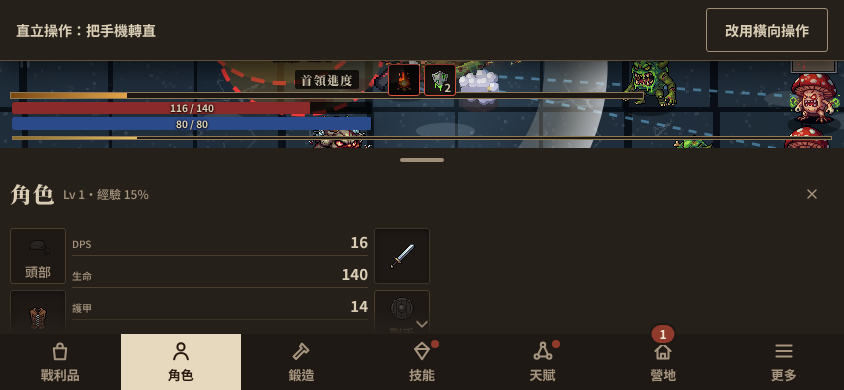 直立操作：把手機轉直
改用橫向操作
首領進度
2
116 / 140
80 / 80
角色
Lv 1・經驗 15%
頭部
DPS 16
生命 140
護甲 14
戰利品
角色
鍛造
技能
天賦
1
營地
更多